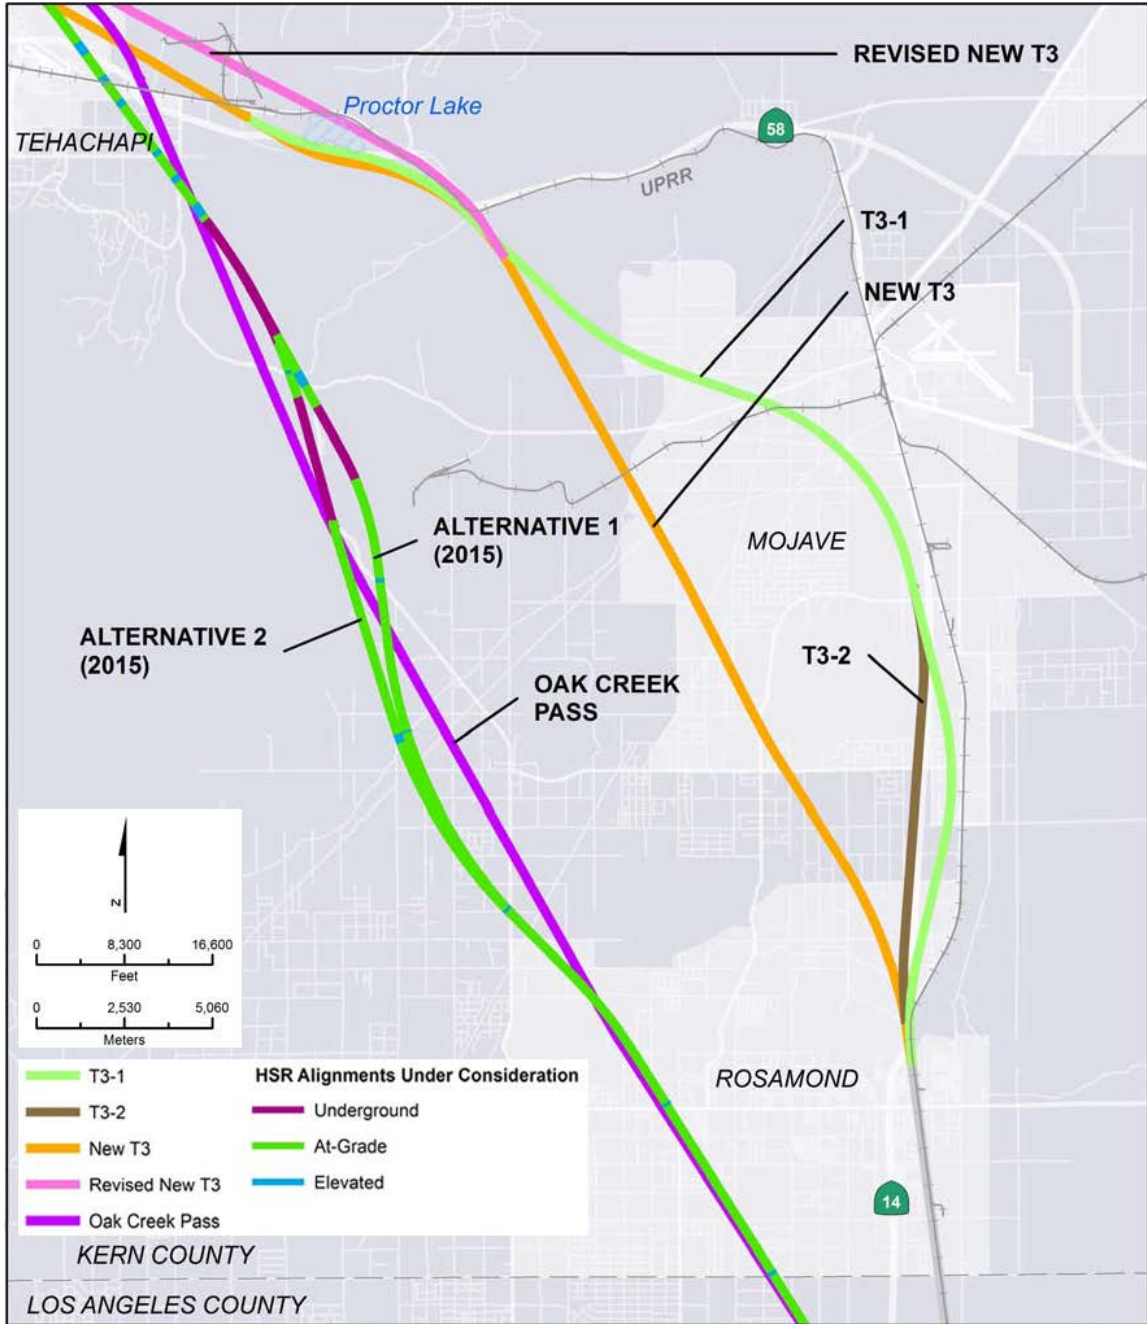 REVISED NEW T3
Proctor Lake
TEHACHAPI
58
UPRR
T3-1
NEW T3
ALTERNATIVE 1
(2015)
MOJAVE
ALTERNATIVE 2
(2015)
T3-2
OAK CREEK
PASS
N
0 8,300 16,600
Feet
0 2,530 5,060
Meters
ROSAMOND
T3-1
T3-2
New T3
Revised New T3
Oak Creek Pass
HSR Alignments Under Consideration
Underground
At-Grade
Elevated
14
KERN COUNTY
LOS ANGELES COUNTY